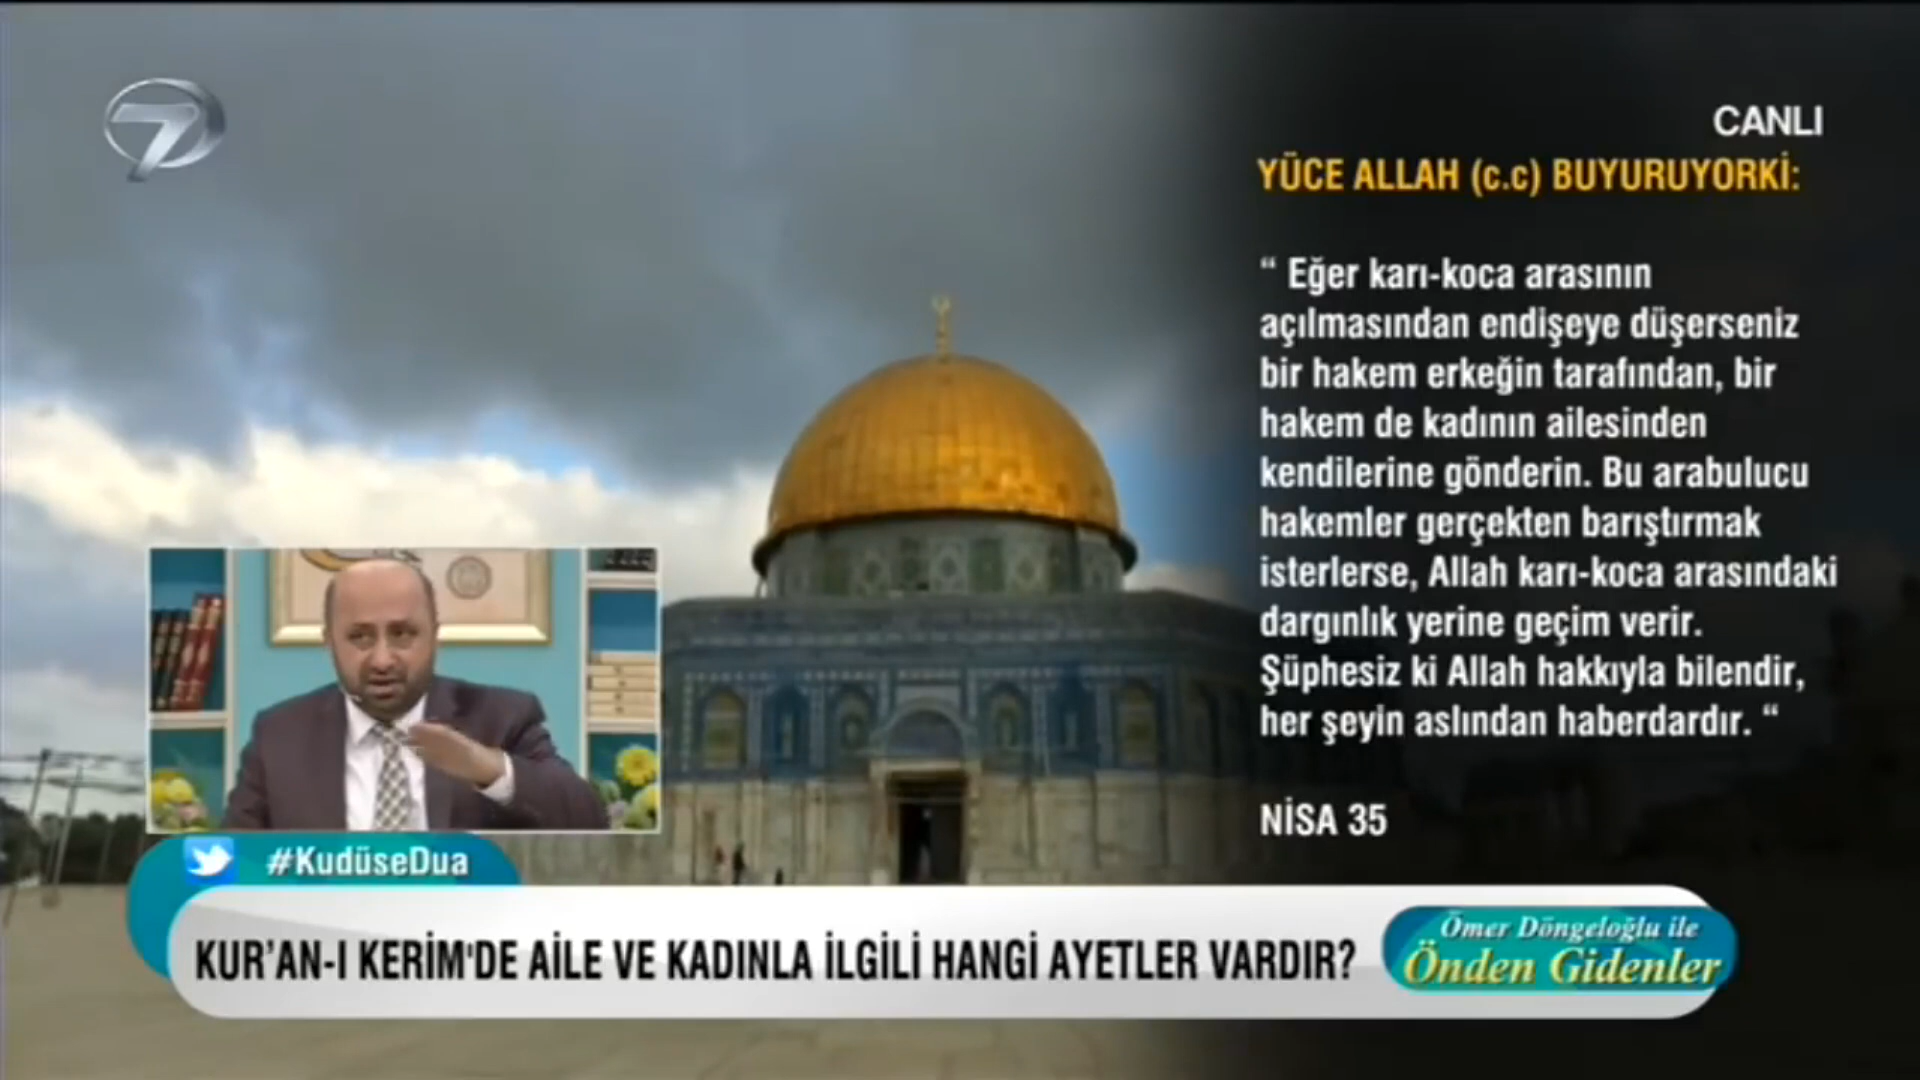 7
CANLI
YÜCE ALLAH (c.c) BUYURUYORKİ:
“ Eğer karı-koca arasının
açılmasından endişeye düşerseniz
bir hakem erkeğin tarafından, bir
hakem de kadının ailesinden
kendilerine gönderin. Bu arabulucu
hakemler gerçekten barıştırmak
isterlerse, Allah karı-koca arasındaki
dargınlık yerine geçim verir.
Şüphesiz ki Allah hakkıyla bilendir,
her şeyin aslından haberdardır. “
NİSA 35
#KudüseDua
KUR’AN-I KERİM'DE AİLE VE KADINLA İLGİLİ HANGİ AYETLER VARDIR?
Ömer Döngeloğlu ile
Önden Gidenler